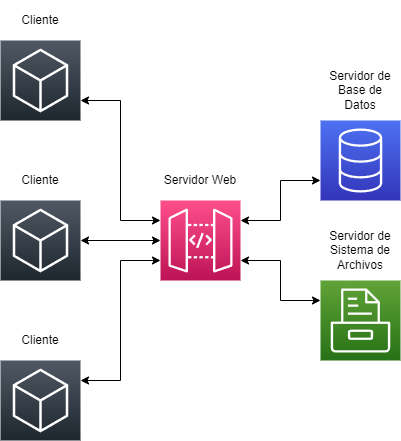 Cliente
Servidor de
Base de
Datos
Cliente
Servidor Web
Servidor de
Sistema de
Archivos
Cliente